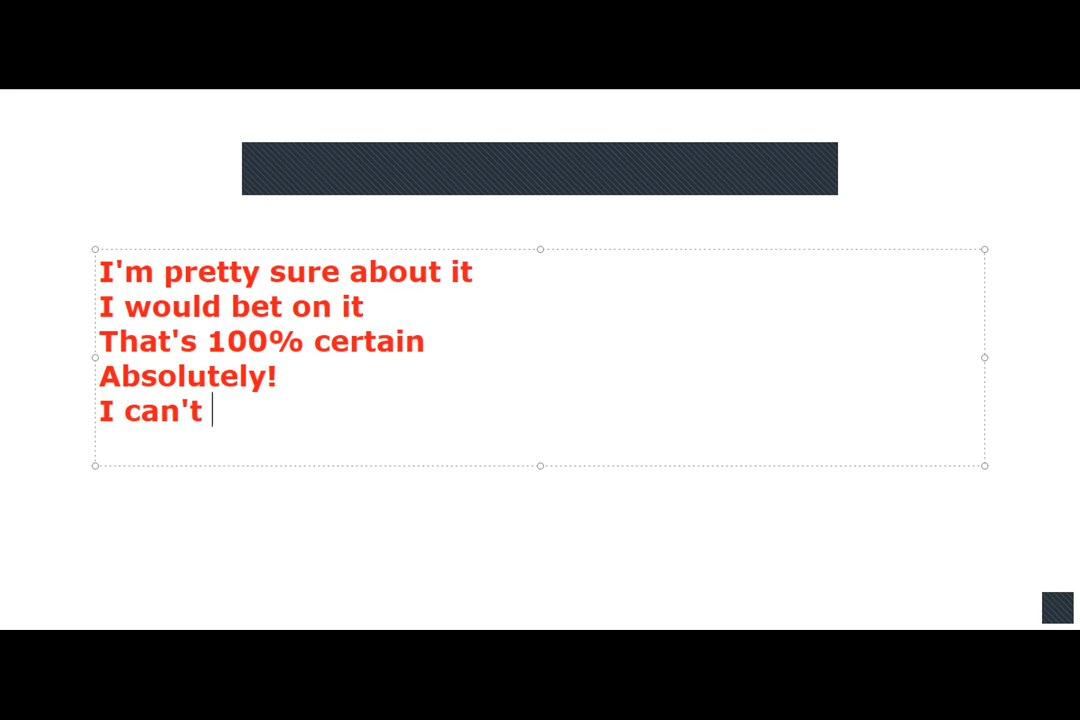 I'm pretty sure about it
I would bet on it
That's 100% certain
Absolutely!
I can't